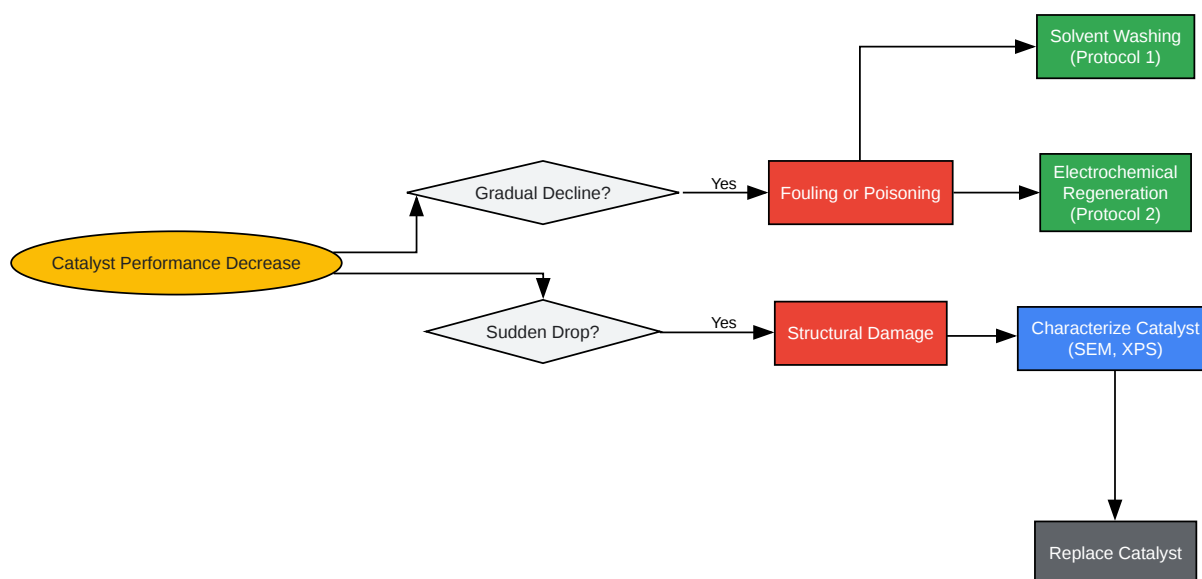 Solvent Washing
(Protocol 1)
Gradual Decline?
Yes
Fouling or Poisoning
Electrochemical
Regeneration
(Protocol 2)
Catalyst Performance Decrease
Sudden Drop?
Yes
Structural Damage
Characterize Catalyst
(SEM, XPS)
Replace Catalyst